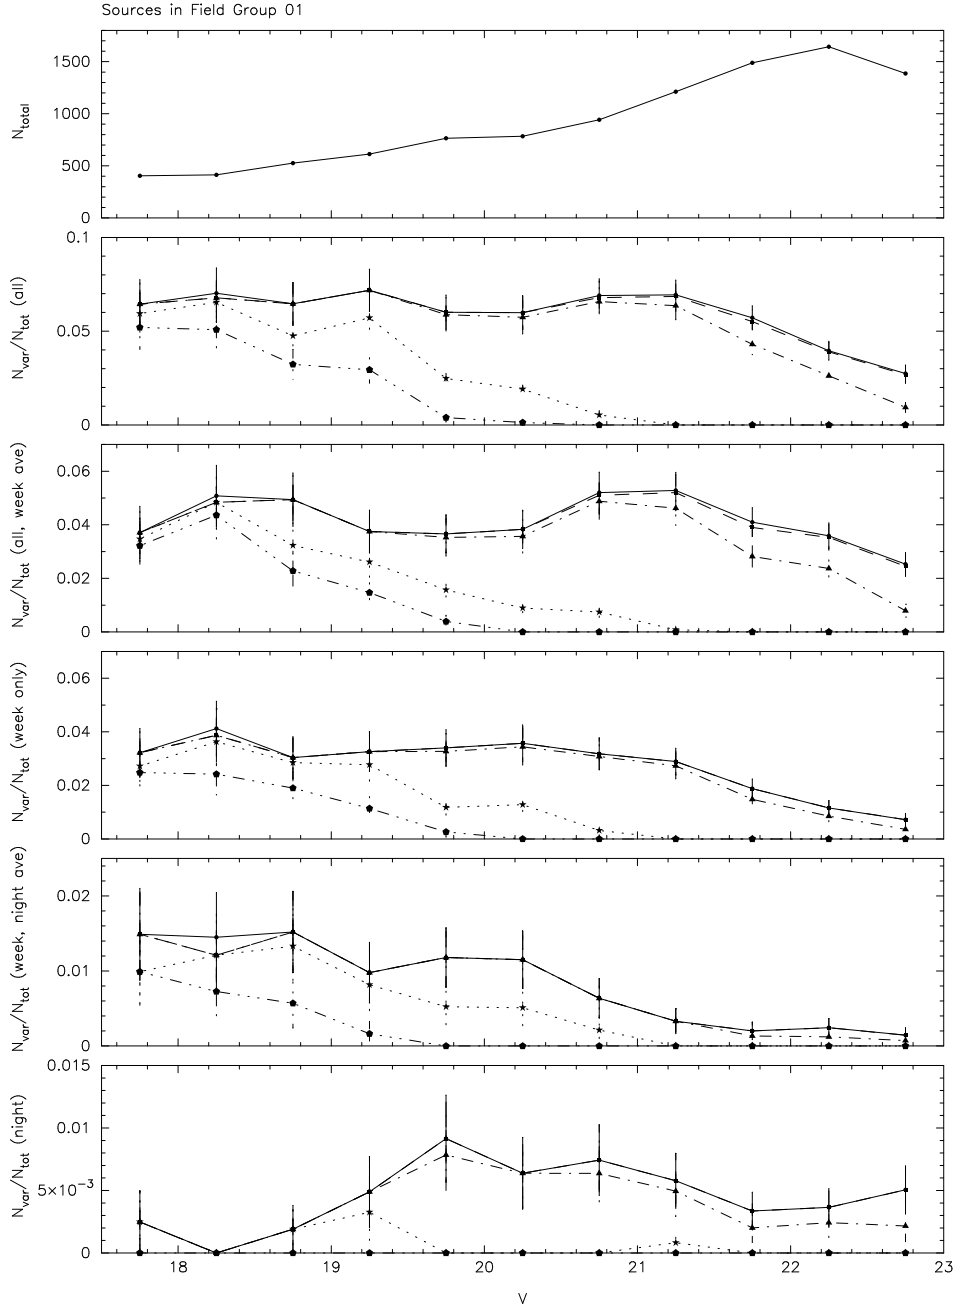 Sources in Field Group 01
N_total
1500
1000
500
0
N_var/N_tot (all)
0.1
0.05
0
N_var/N_tot (all, week ave)
0.06
0.04
0.02
0
N_var/N_tot (week only)
0.06
0.04
0.02
0
N_var/N_tot (week, night ave)
0.02
0.01
0
N_var/N_tot (night)
0.015
0.01
5×10⁻³
0
18 19 20 21 22 23
V